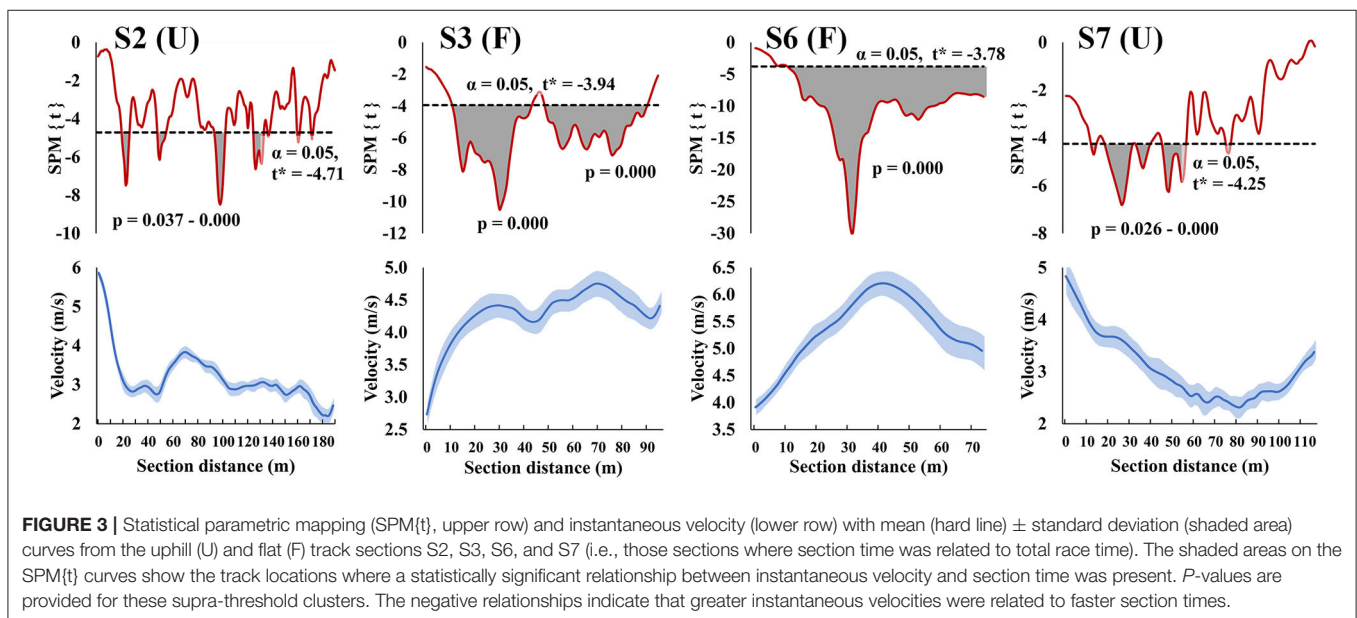 S2 (U)
S3 (F)
S6 (F)
S7 (U)
SPM { t }
0
-2
-4
-6
-8
-10
α = 0.05,
t* = -4.71
p = 0.037 - 0.000
SPM { t }
0
-2
-4
-6
-8
-10
-12
α = 0.05, t* = -3.94
p = 0.000
p = 0.000
SPM { t }
0
-5
-10
-15
-20
-25
-30
α = 0.05, t* = -3.78
p = 0.000
SPM { t }
0
-2
-4
-6
-8
α = 0.05,
t* = -4.25
p = 0.026 - 0.000
Velocity (m/s)
6
5
4
3
2
0 20 40 60 80 100 120 140 160 180
Section distance (m)
Velocity (m/s)
5.0
4.5
4.0
3.5
3.0
2.5
0 10 20 30 40 50 60 70 80 90
Section distance (m)
Velocity (m/s)
6.5
6.0
5.5
5.0
4.5
4.0
3.5
0 10 20 30 40 50 60 70
Section distance (m)
Velocity (m/s)
5
4
3
2
0 10 20 30 40 50 60 70 80 90 100 110
Section distance (m)
FIGURE 3 | Statistical parametric mapping (SPM{t}, upper row) and instantaneous velocity (lower row) with mean (hard line) ± standard deviation (shaded area)
curves from the uphill (U) and flat (F) track sections S2, S3, S6, and S7 (i.e., those sections where section time was related to total race time). The shaded areas on the
SPM{t} curves show the track locations where a statistically significant relationship between instantaneous velocity and section time was present. P-values are
provided for these supra-threshold clusters. The negative relationships indicate that greater instantaneous velocities were related to faster section times.